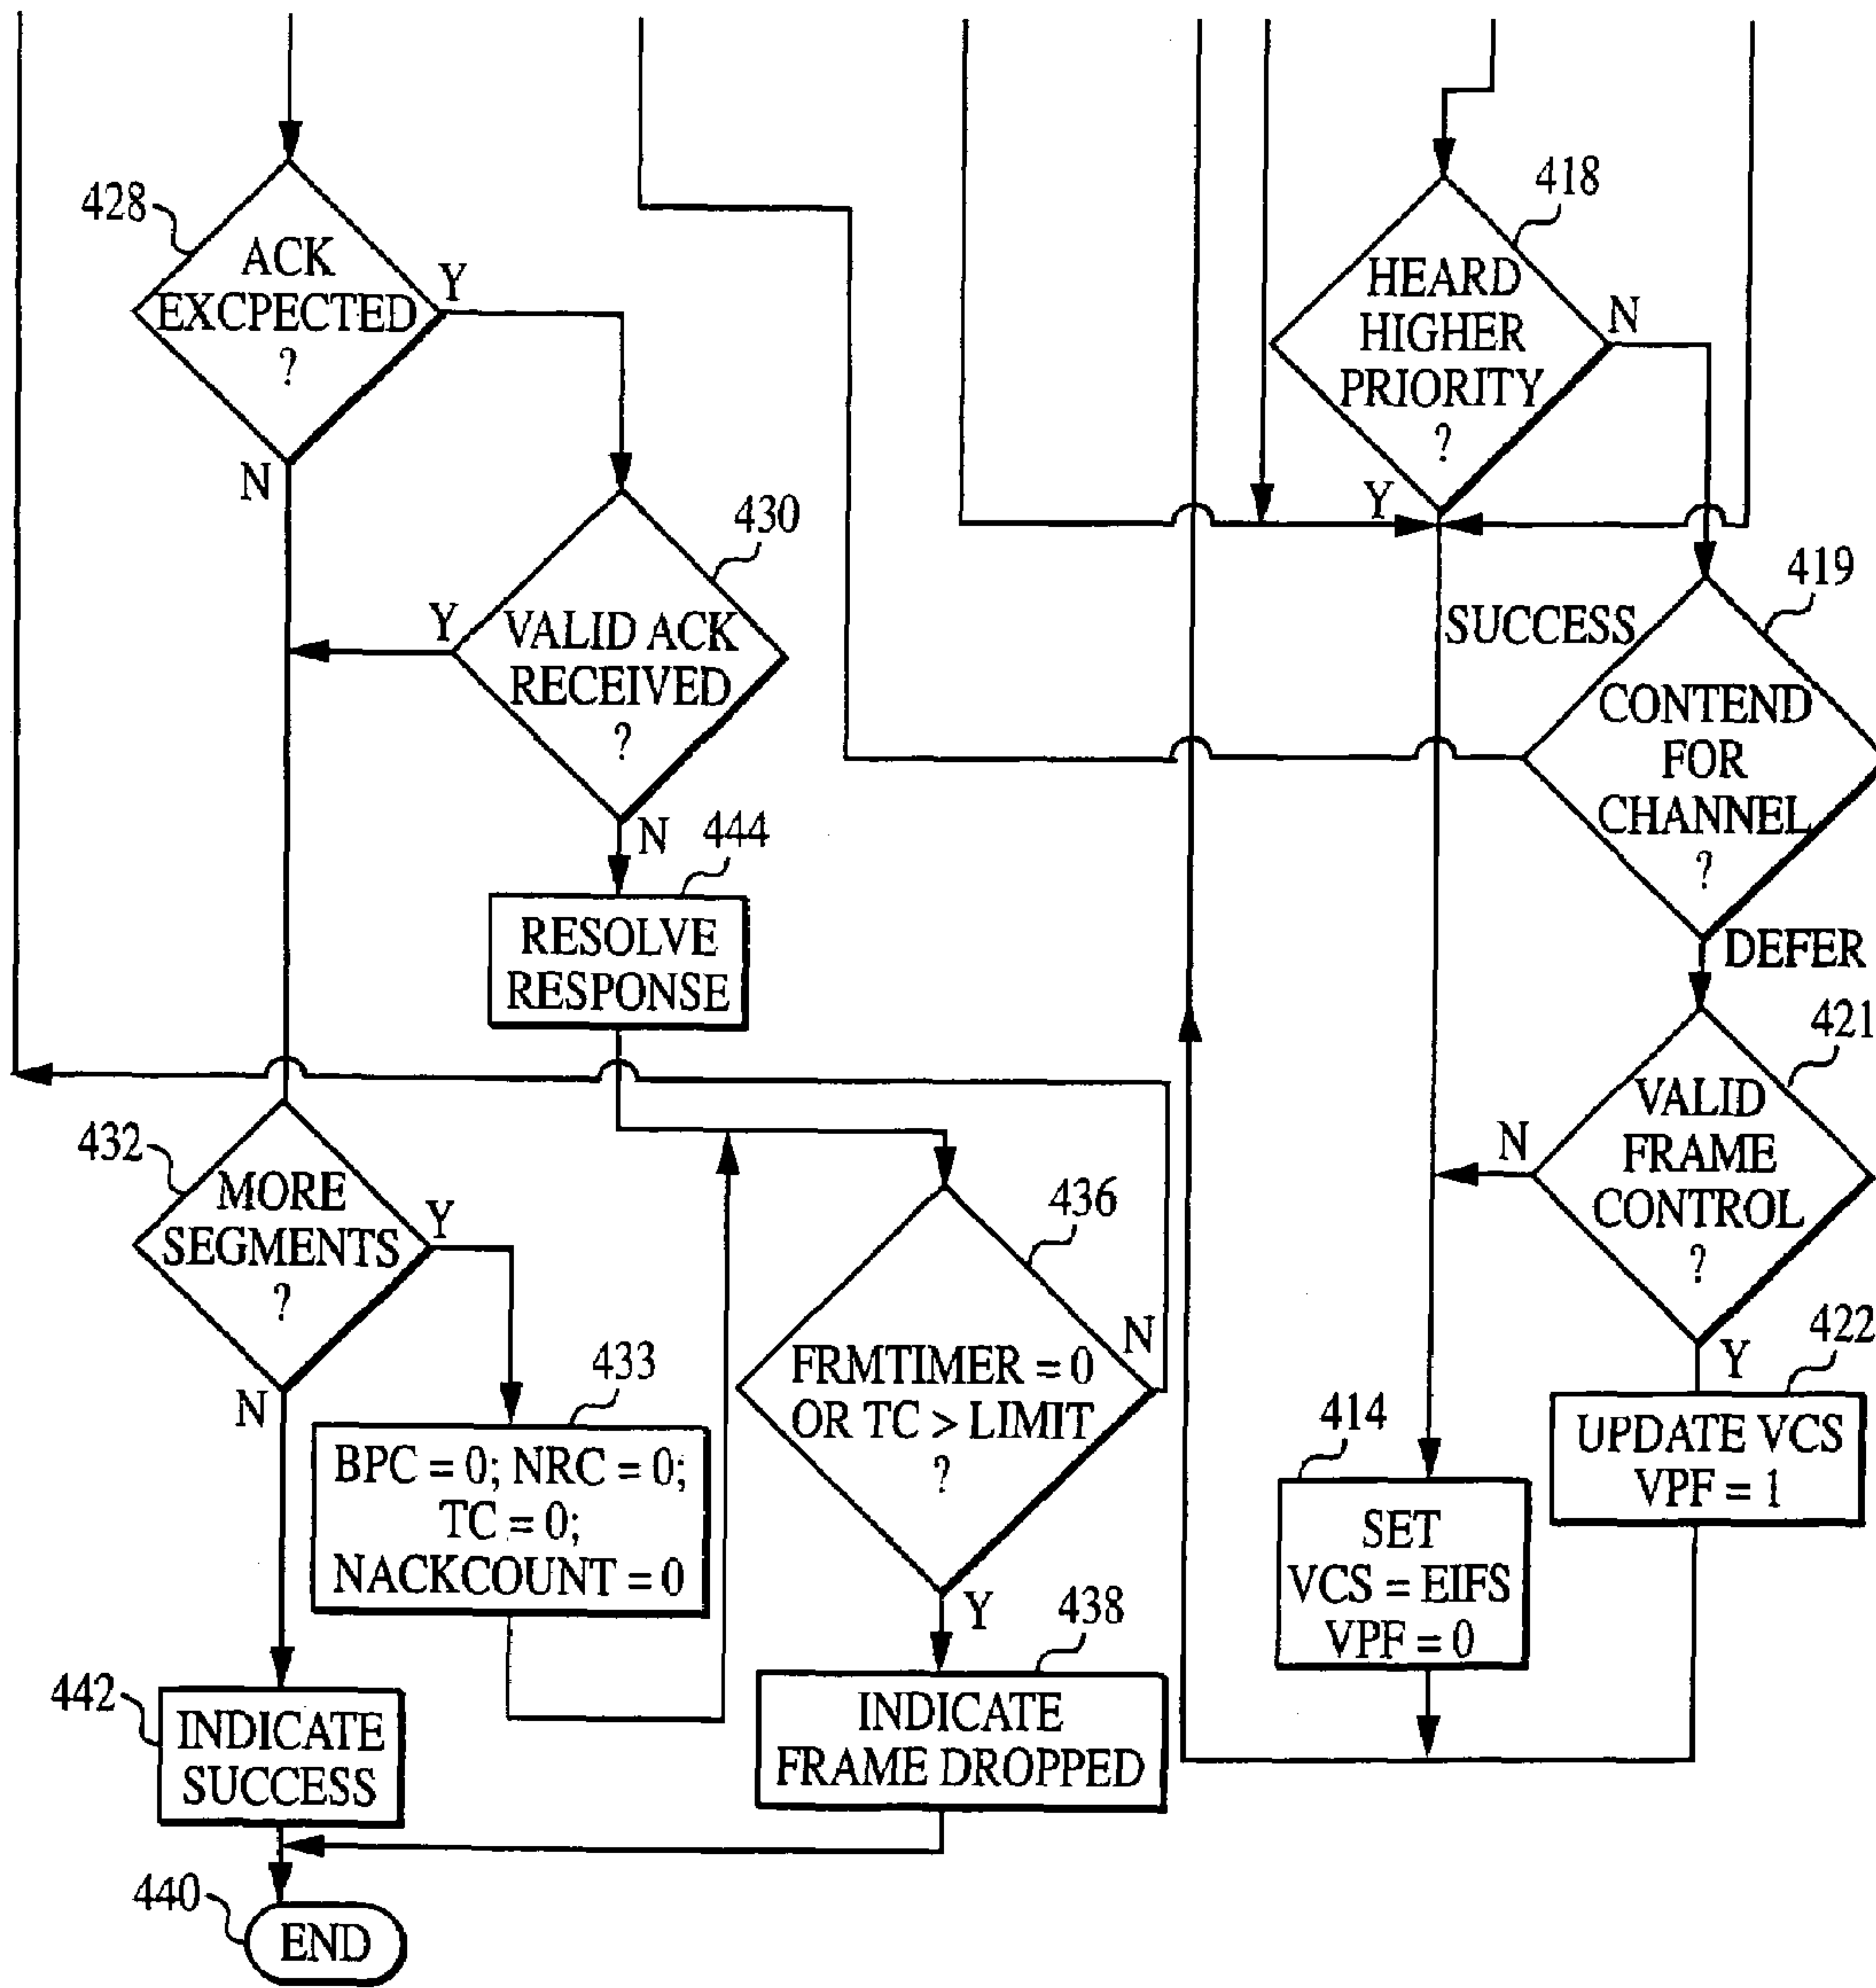 428
ACK
EXCPECTED
?
Y
N
418
HEARD
HIGHER
PRIORITY
?
N
Y
430
VALID ACK
RECEIVED
?
Y
N
419
SUCCESS
CONTEND
FOR
CHANNEL
?
DEFER
444
RESOLVE
RESPONSE
421
VALID
FRAME
CONTROL
?
N
Y
432
MORE
SEGMENTS
?
Y
N
436
FRMTIMER = 0
OR TC > LIMIT
?
N
Y
433
BPC = 0; NRC = 0;
TC = 0;
NACKCOUNT = 0
422
UPDATE VCS
VPF = 1
414
SET
VCS = EIFS
VPF = 0
438
INDICATE
FRAME DROPPED
442
INDICATE
SUCCESS
440
END